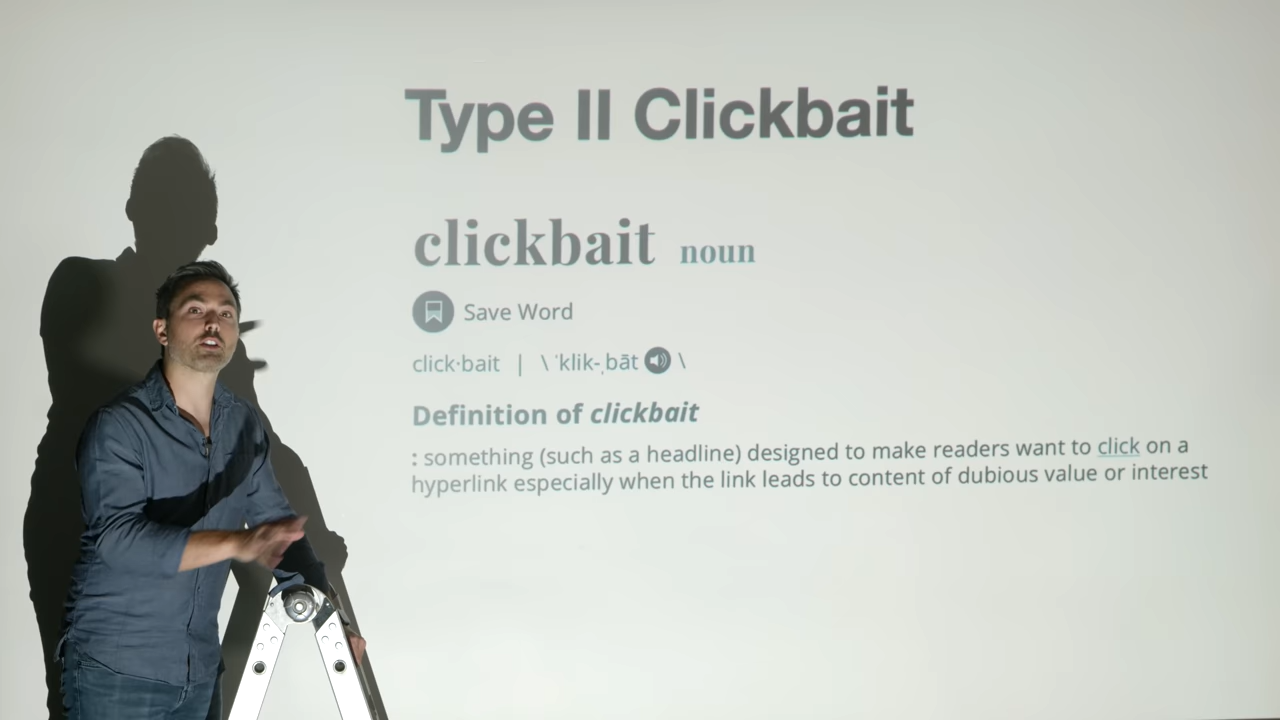 Type II Clickbait
clickbait noun
Save Word
click·bait | \ ˈklik-ˌbāt \
Definition of clickbait
: something (such as a headline) designed to make readers want to click on a
hyperlink especially when the link leads to content of dubious value or interest